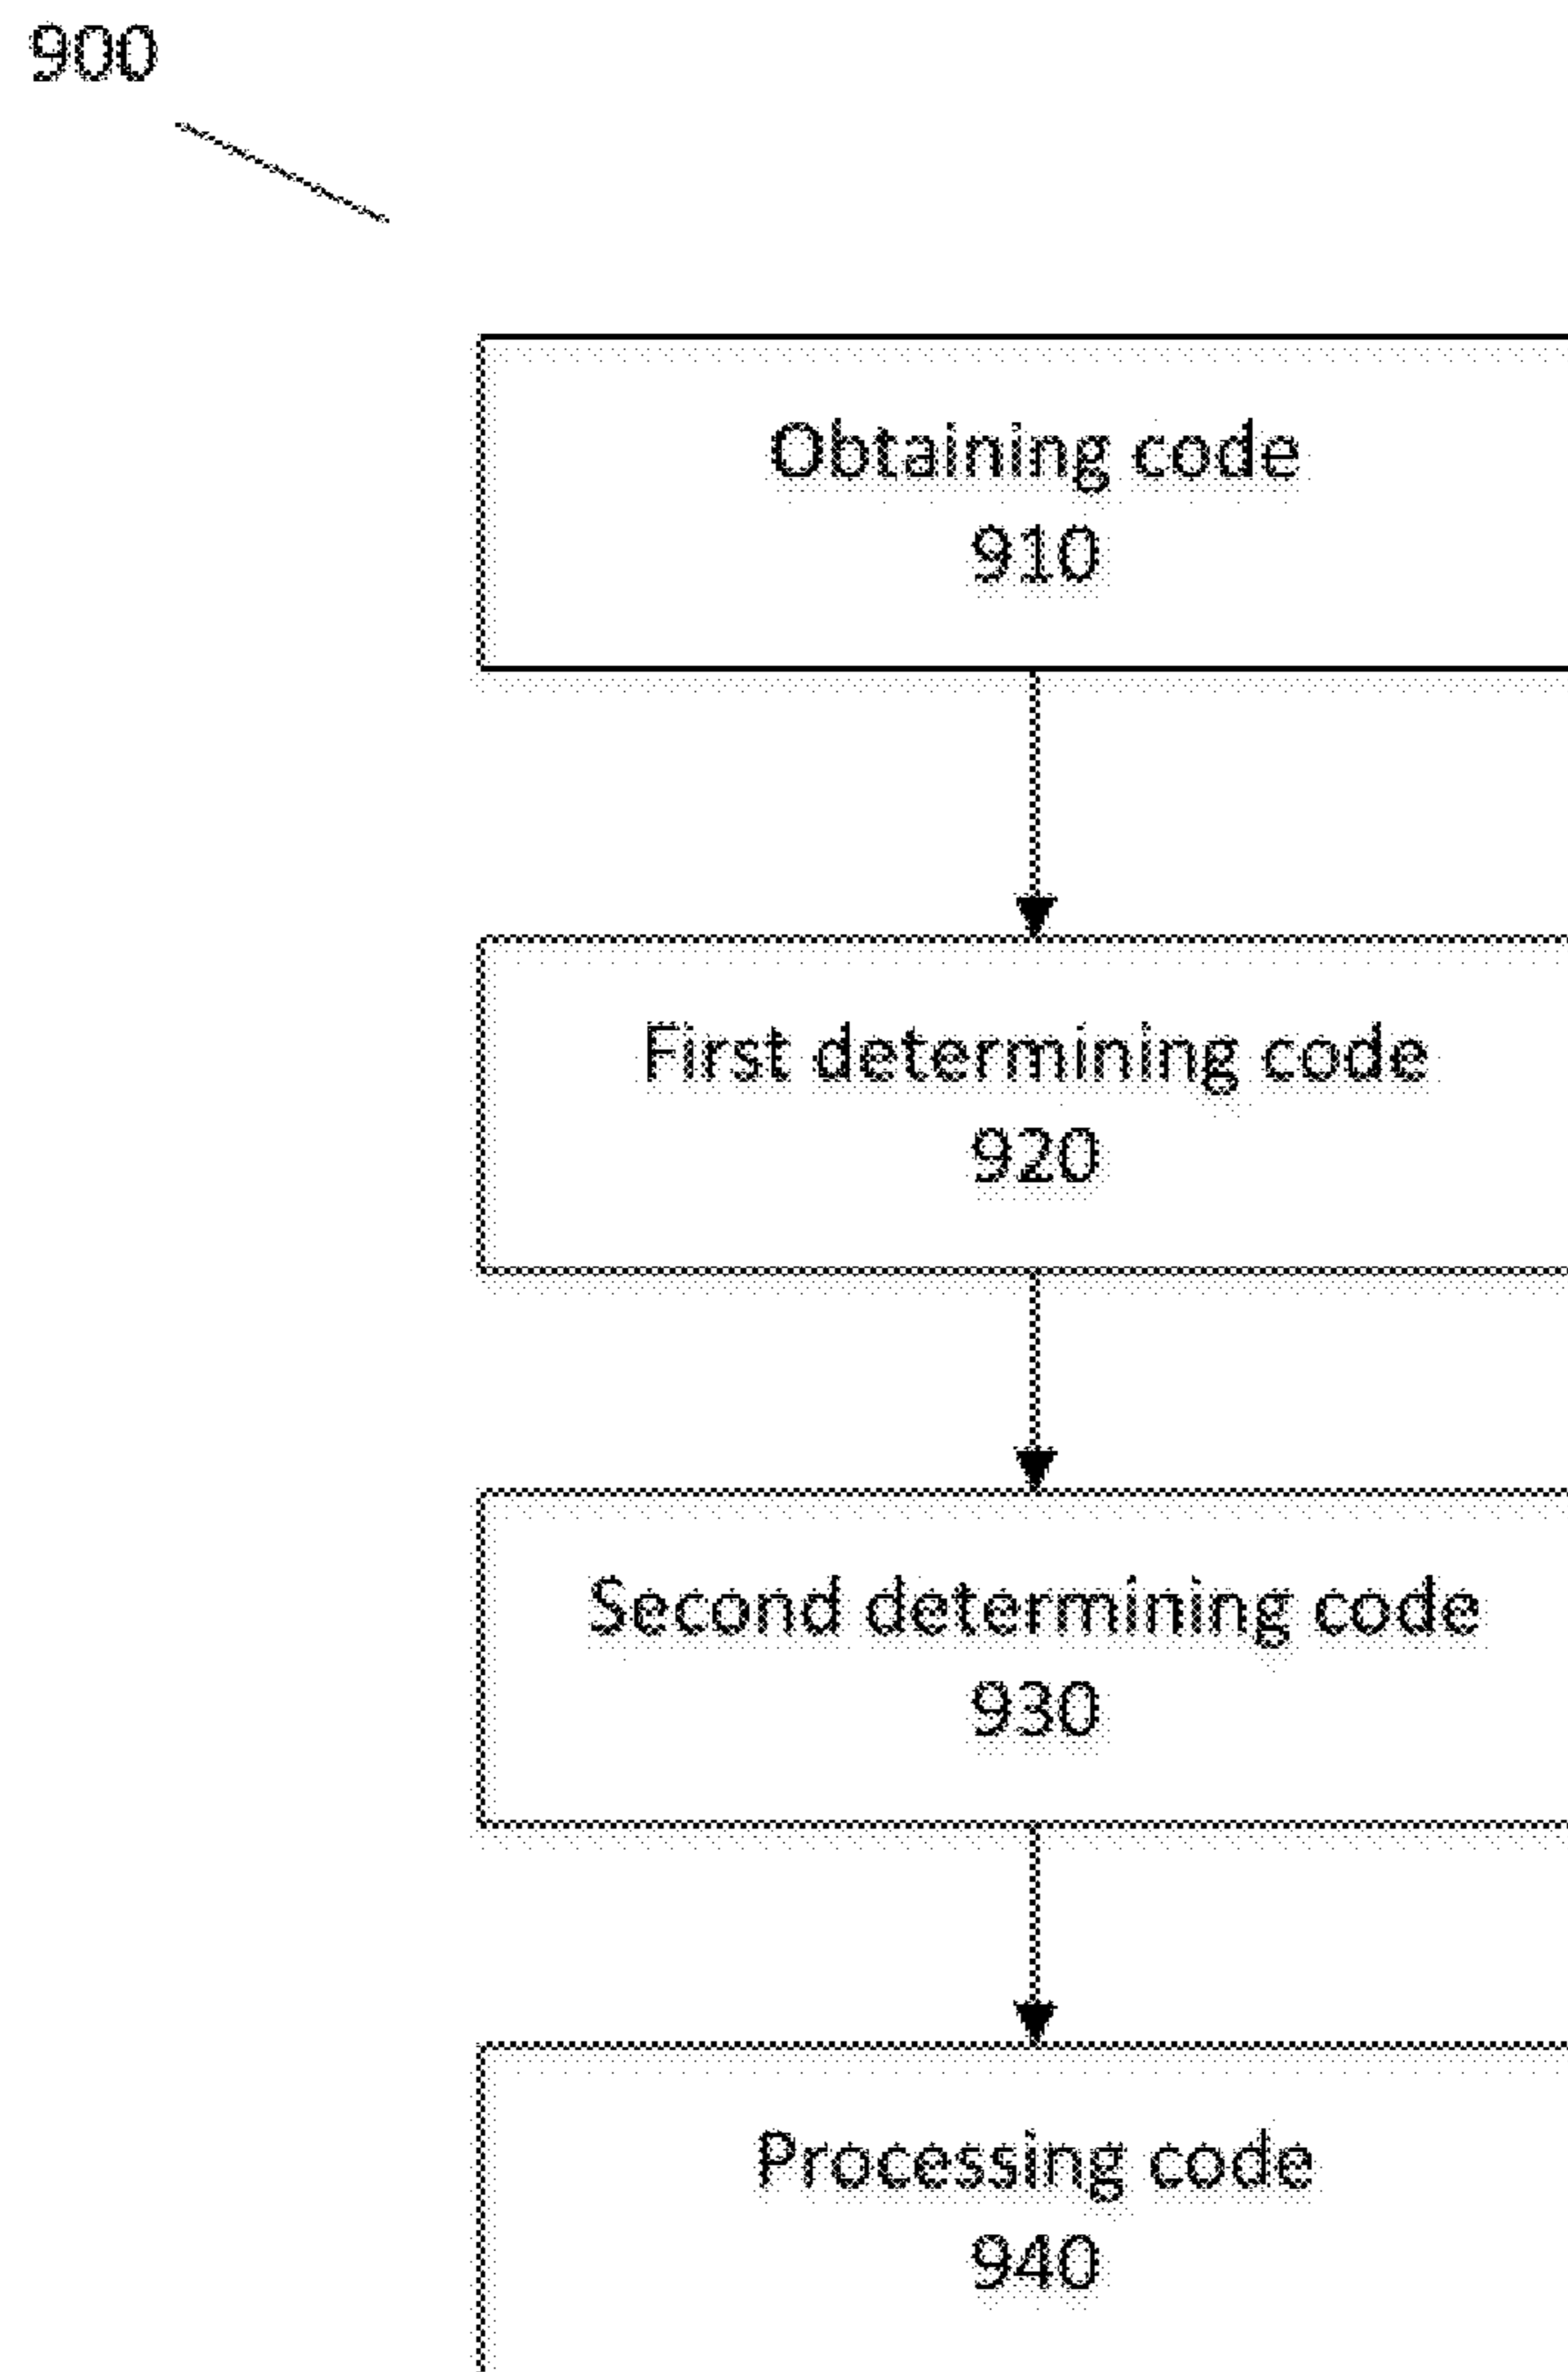 900
Obtaining code
910
First determining code
920
Second determining code
930
Processing code
940